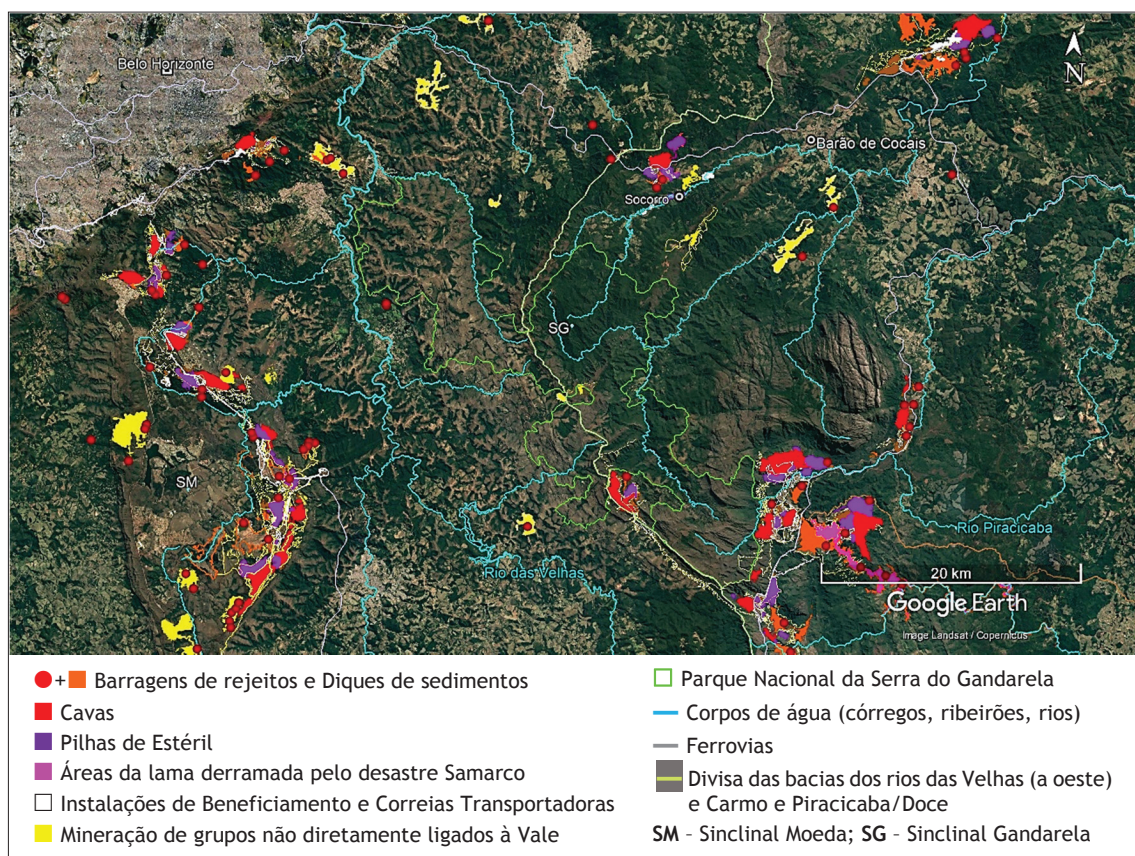 Belo Horizonte
N
Barão de Cocais
Socorro
SG
SM
Rio Piracicaba
Rio das Velhas
20 km
Google Earth
Image Landsat / Copernicus
+ Barragens de rejeitos e Diques de sedimentos
Cavas
Pilhas de Estéril
Áreas da lama derramada pelo desastre Samarco
Instalações de Beneficiamento e Correias Transportadoras
Mineração de grupos não diretamente ligados à Vale
Parque Nacional da Serra do Gandarela
Corpos de água (córregos, ribeirões, rios)
Ferrovias
Divisa das bacias dos rios das Velhas (a oeste)
e Carmo e Piracicaba/Doce
SM - Sinclinal Moeda; SG - Sinclinal Gandarela